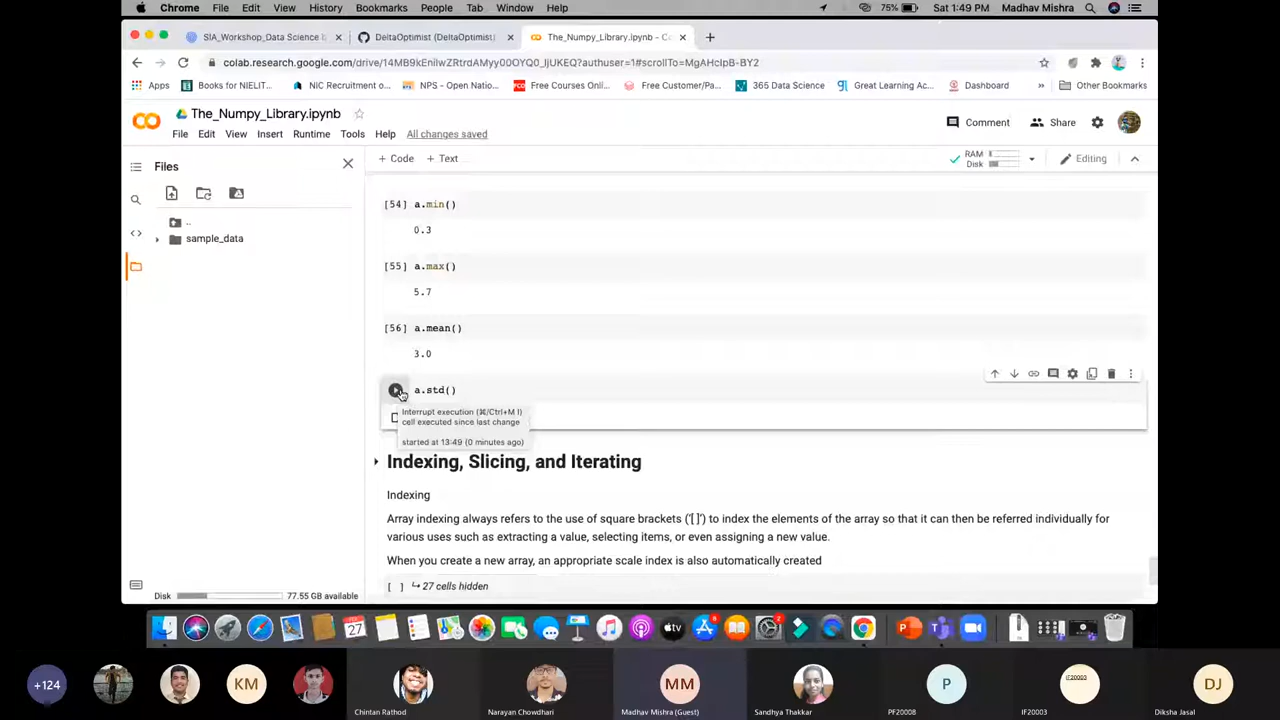 Chrome File Edit View History Bookmarks People Tab Window Help 75% Sat 1:49 PM Madhav Mishra
SIA_Workshop_Data Science DeltaOptimist (DeltaOptimist) The_Numpy_Library.ipynb - C
colab.research.google.com/drive/
Apps Books for NIELIT... NIC Recruitment - ... NPS - Open Natio... Free Courses Onli... Free Customer/Pa... 365 Data Science Great Learning Ac... Dashboard » Other Bookmarks
The_Numpy_Library.ipynb
Comment Share
File Edit View Insert Runtime Tools Help All changes saved
Files
+ Code + Text
RAM
Disk
Editing
[54] a.min()
0.3
..
sample_data
[55] a.max()
5.7
[56] a.mean()
3.0
a.std()
Interrupt execution (⌘/Ctrl+M I)
cell executed since last change
started at 13:49 (0 minutes ago)
Indexing, Slicing, and Iterating
Indexing
Array indexing always refers to the use of square brackets ('[ ]') to index the elements of the array so that it can then be referred individually for
various uses such as extracting a value, selecting items, or even assigning a new value.
When you create a new array, an appropriate scale index is also automatically created
[ ] ↳ 27 cells hidden
Disk 77.55 GB available
FEB
27
tv
+124
KM
MM
P
IF20003
DJ
Chintan Rathod
Narayan Chowdhari
Madhav Mishra (Guest)
Sandhya Thakkar
PF20008
IF20003
Diksha Jasal